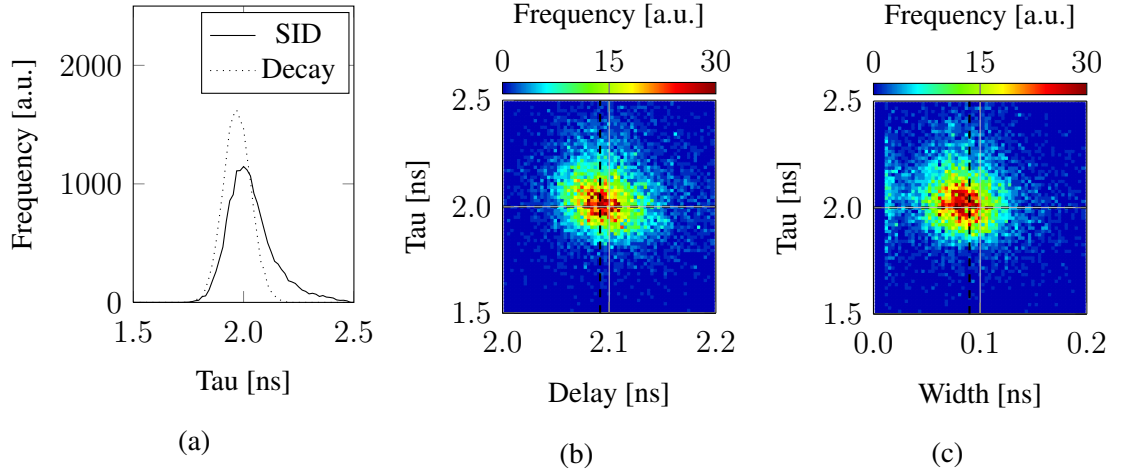 SID
Decay
2000
1000
0
Frequency [a.u.]
1.5 2.0 2.5
Tau [ns]
(a)
Frequency [a.u.]
0 15 30
2.5
2.0
1.5
Tau [ns]
2.0 2.1 2.2
Delay [ns]
(b)
Frequency [a.u.]
0 15 30
2.5
2.0
1.5
Tau [ns]
0.0 0.1 0.2
Width [ns]
(c)